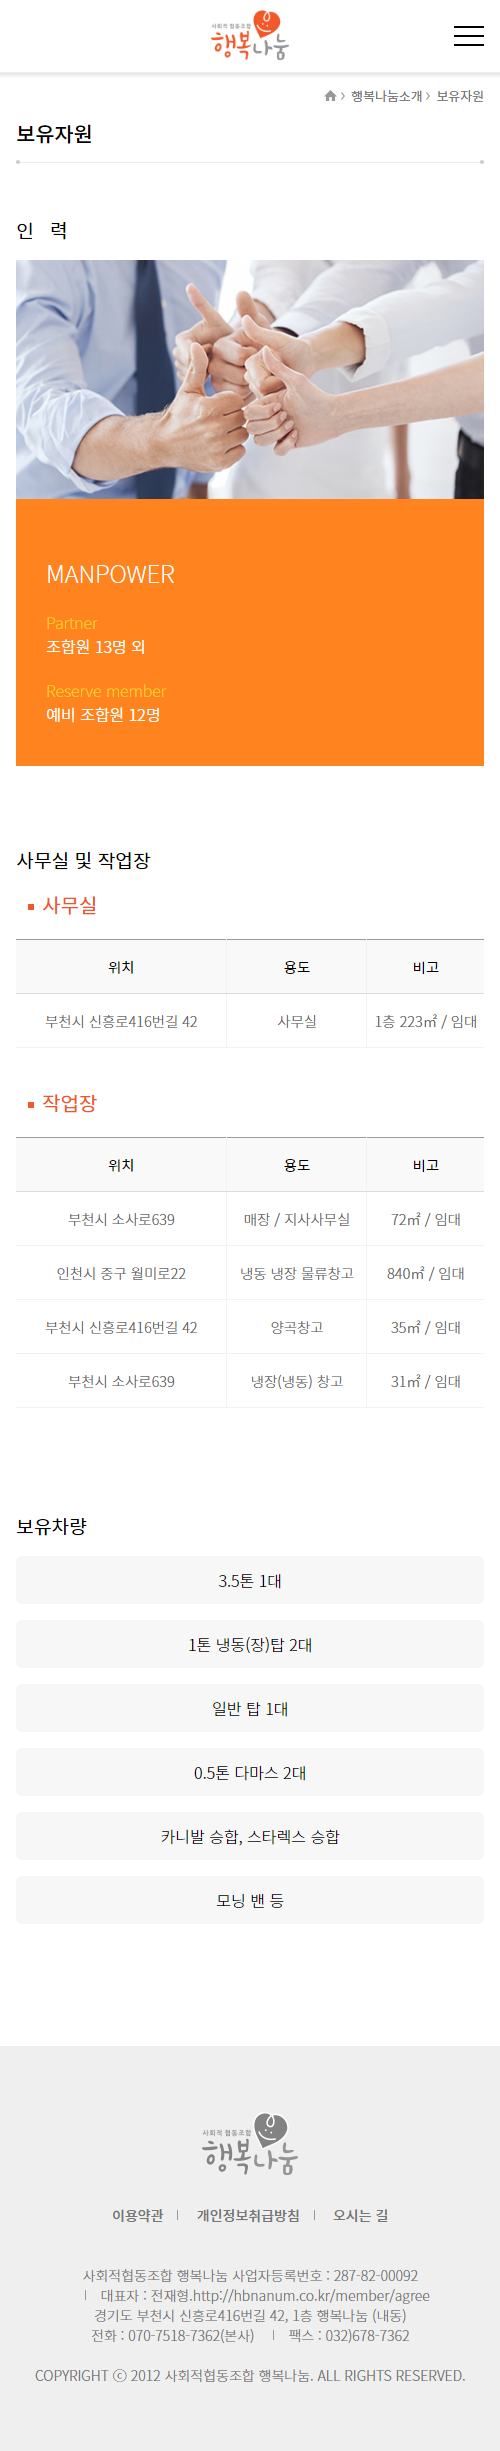 사회적 협동조합
행복나눔
행복나눔소개 > 보유자원
보유자원
인 력
MANPOWER
Partner
조합원 13명 외
Reserve member
예비 조합원 12명
사무실 및 작업장
사무실
위치 용도 비고
부천시 신흥로416번길 42 사무실 1층 223㎡ / 임대
작업장
위치 용도 비고
부천시 소사로639 매장 / 지사사무실 72㎡ / 임대
인천시 중구 월미로22 냉동 냉장 물류창고 840㎡ / 임대
부천시 신흥로416번길 42 양곡창고 35㎡ / 임대
부천시 소사로639 냉장(냉동) 창고 31㎡ / 임대
보유차량
3.5톤 1대
1톤 냉동(장)탑 2대
일반 탑 1대
0.5톤 다마스 2대
카니발 승합, 스타렉스 승합
모닝 밴 등
사회적 협동조합
행복나눔
이용약관 | 개인정보취급방침 | 오시는 길
사회적협동조합 행복나눔 사업자등록번호 : 287-82-00092
| 대표자 : 전재형.http://hbnanum.co.kr/member/agree
경기도 부천시 신흥로416번길 42, 1층 행복나눔 (내동)
전화 : 070-7518-7362(본사) | 팩스 : 032)678-7362
COPYRIGHT ⓒ 2012 사회적협동조합 행복나눔. ALL RIGHTS RESERVED.